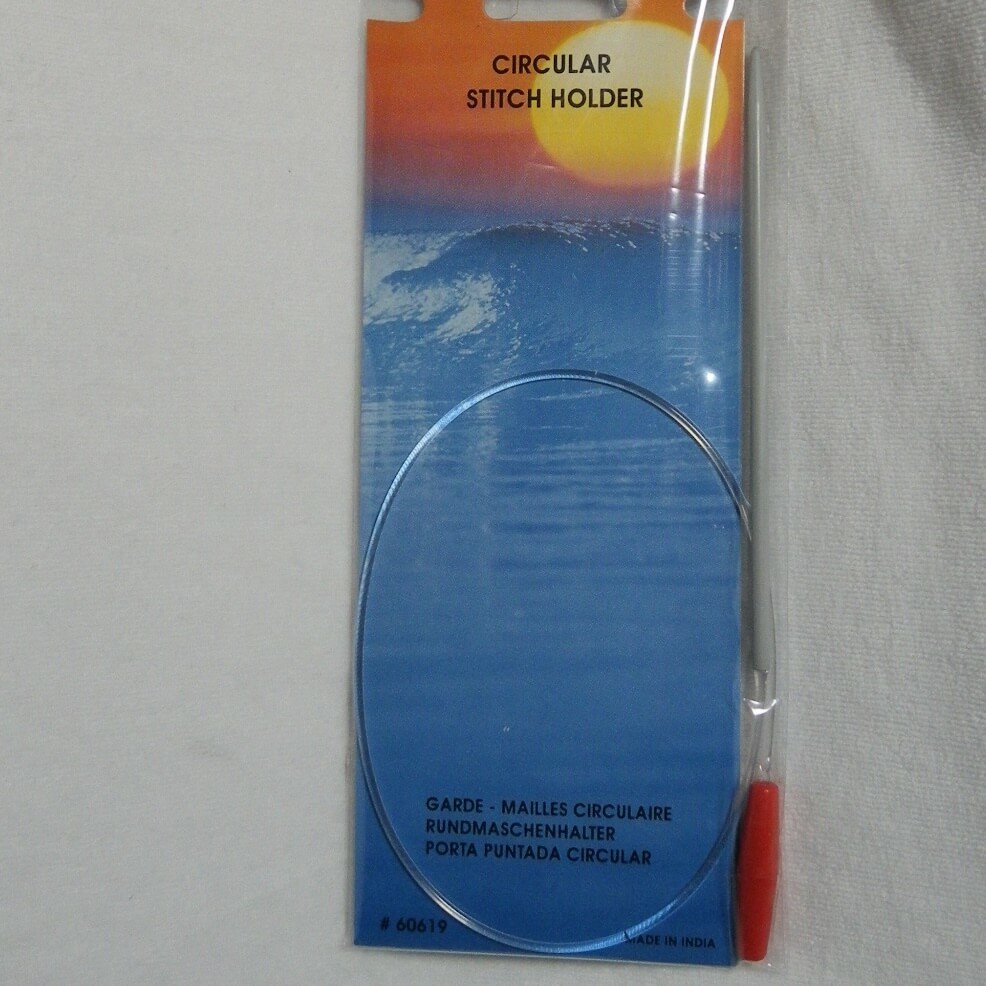 CIRCULAR
STITCH HOLDER
GARDE - MAILLES CIRCULAIRE
RUNDMASCHENHALTER
PORTA PUNTADA CIRCULAR
# 60619
MADE IN INDIA